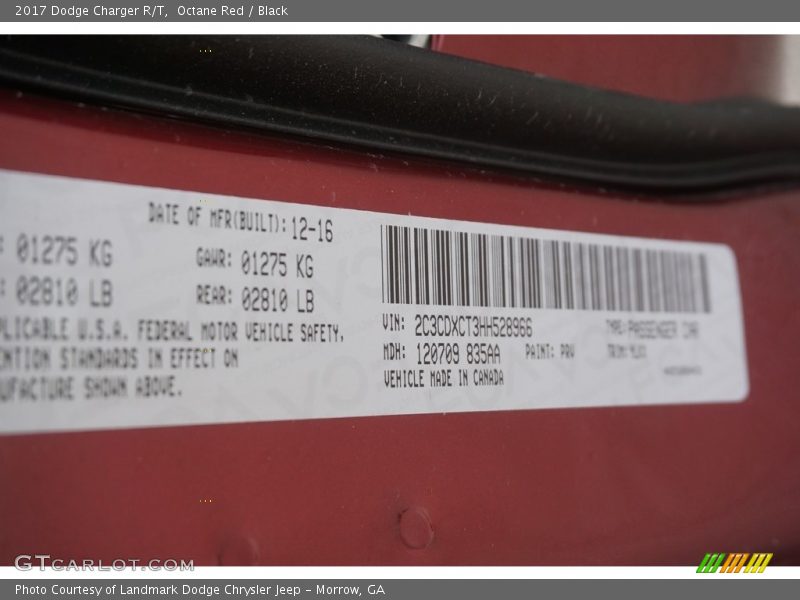 2017 Dodge Charger R/T,  Octane Red / Black
DATE OF MFR(BUILT): 12-16
: 01275 KG GAWR: 01275 KG
: 02810 LB REAR: 02810 LB
PLICABLE U.S.A. FEDERAL MOTOR VEHICLE SAFETY,
ENTION STANDARDS IN EFFECT ON
UFACTURE SHOWN ABOVE.
VIN: 2C3CDXCT3HH528966 TYPE: PASSENGER CAR
MDH: 120709 835AA PAINT: PRV TRIM:
VEHICLE MADE IN CANADA
GTCARLOT.COM
Photo Courtesy of Landmark Dodge Chrysler Jeep – Morrow, GA